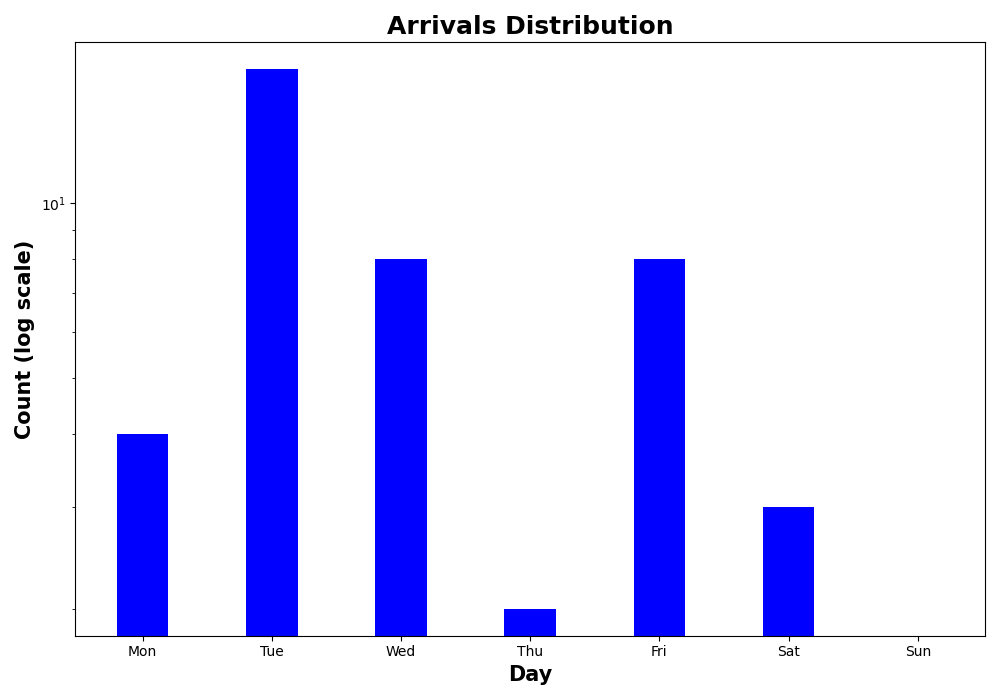 Arrivals Distribution
Count (log scale)
10¹
Mon Tue Wed Thu Fri Sat Sun
Day